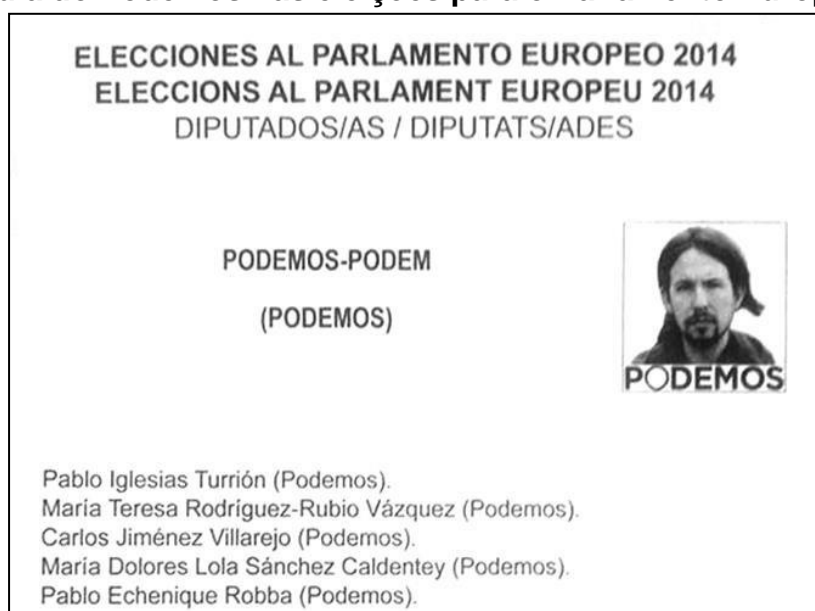 ELECCIONES AL PARLAMENTO EUROPEO 2014
ELECCIONS AL PARLAMENT EUROPEU 2014
DIPUTADOS/AS / DIPUTATS/ADES
PODEMOS-PODEM
(PODEMOS)
PODEMOS
Pablo Iglesias Turrión (Podemos).
María Teresa Rodríguez-Rubio Vázquez (Podemos).
Carlos Jiménez Villarejo (Podemos).
María Dolores Lola Sánchez Caldentey (Podemos).
Pablo Echenique Robba (Podemos).